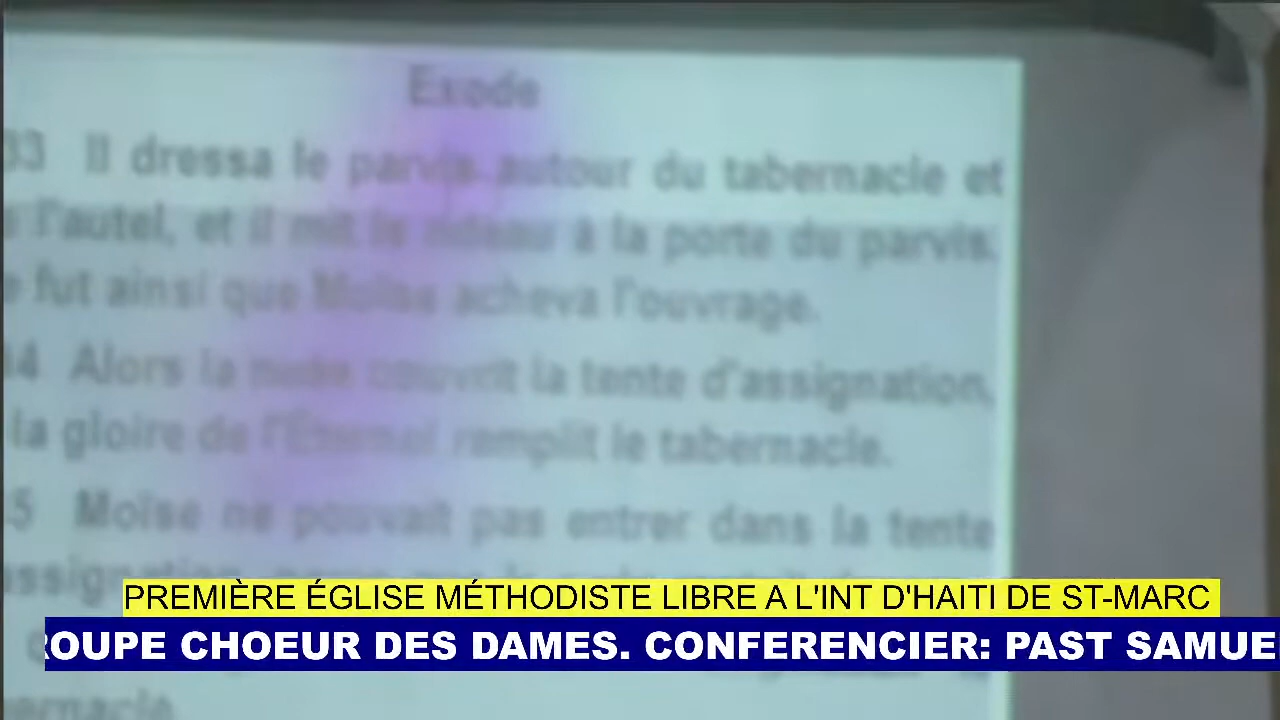 Exode
33 Il dressa le parvis autour du tabernacle et
l'autel, et il mit le rideau à la porte du parvis.
fut ainsi que Moïse acheva l'ouvrage.
34 Alors la nuée couvrit la tente d'assignation,
la gloire de l'Éternel remplit le tabernacle.
5 Moïse ne pouvait pas entrer dans la tente
PREMIÈRE ÉGLISE MÉTHODISTE LIBRE A L'INT D'HAITI DE ST-MARC
ROUPE CHOEUR DES DAMES. CONFERENCIER: PAST SAMUE